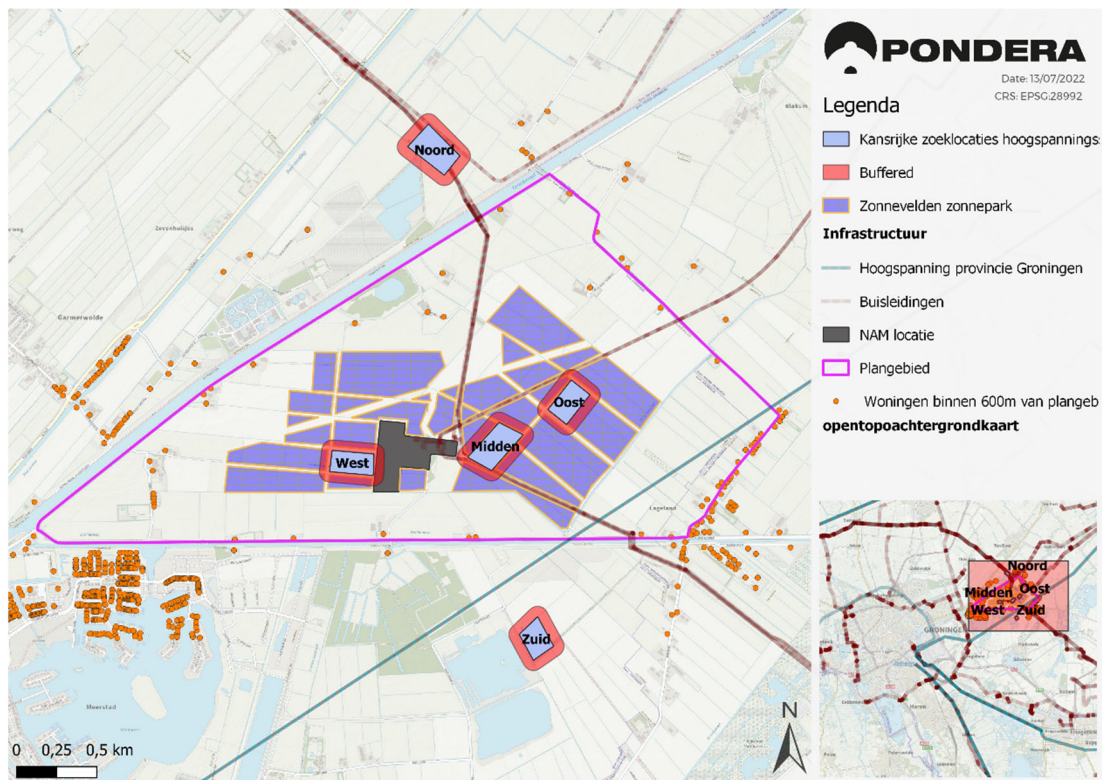 PONDERA
Date: 13/07/2022
CRS: EPSG:28992
Legenda
Kansrijke zoeklocaties hoogspannings
Buffered
Zonnevelden zonnepark
Infrastructuur
Hoogspanning provincie Groningen
Buisleidingen
NAM locatie
Plangebied
Woningen binnen 600m van plangeb
opentopoachtergrondkaart
Noord
Zevenhuisjes
Garmerwolde
Oost
Midden
West
Lageland
Zuid
Meerstad
0 0,25 0,5 km
N
Noord
Midden
Oost
West
Zuid
GRONINGEN